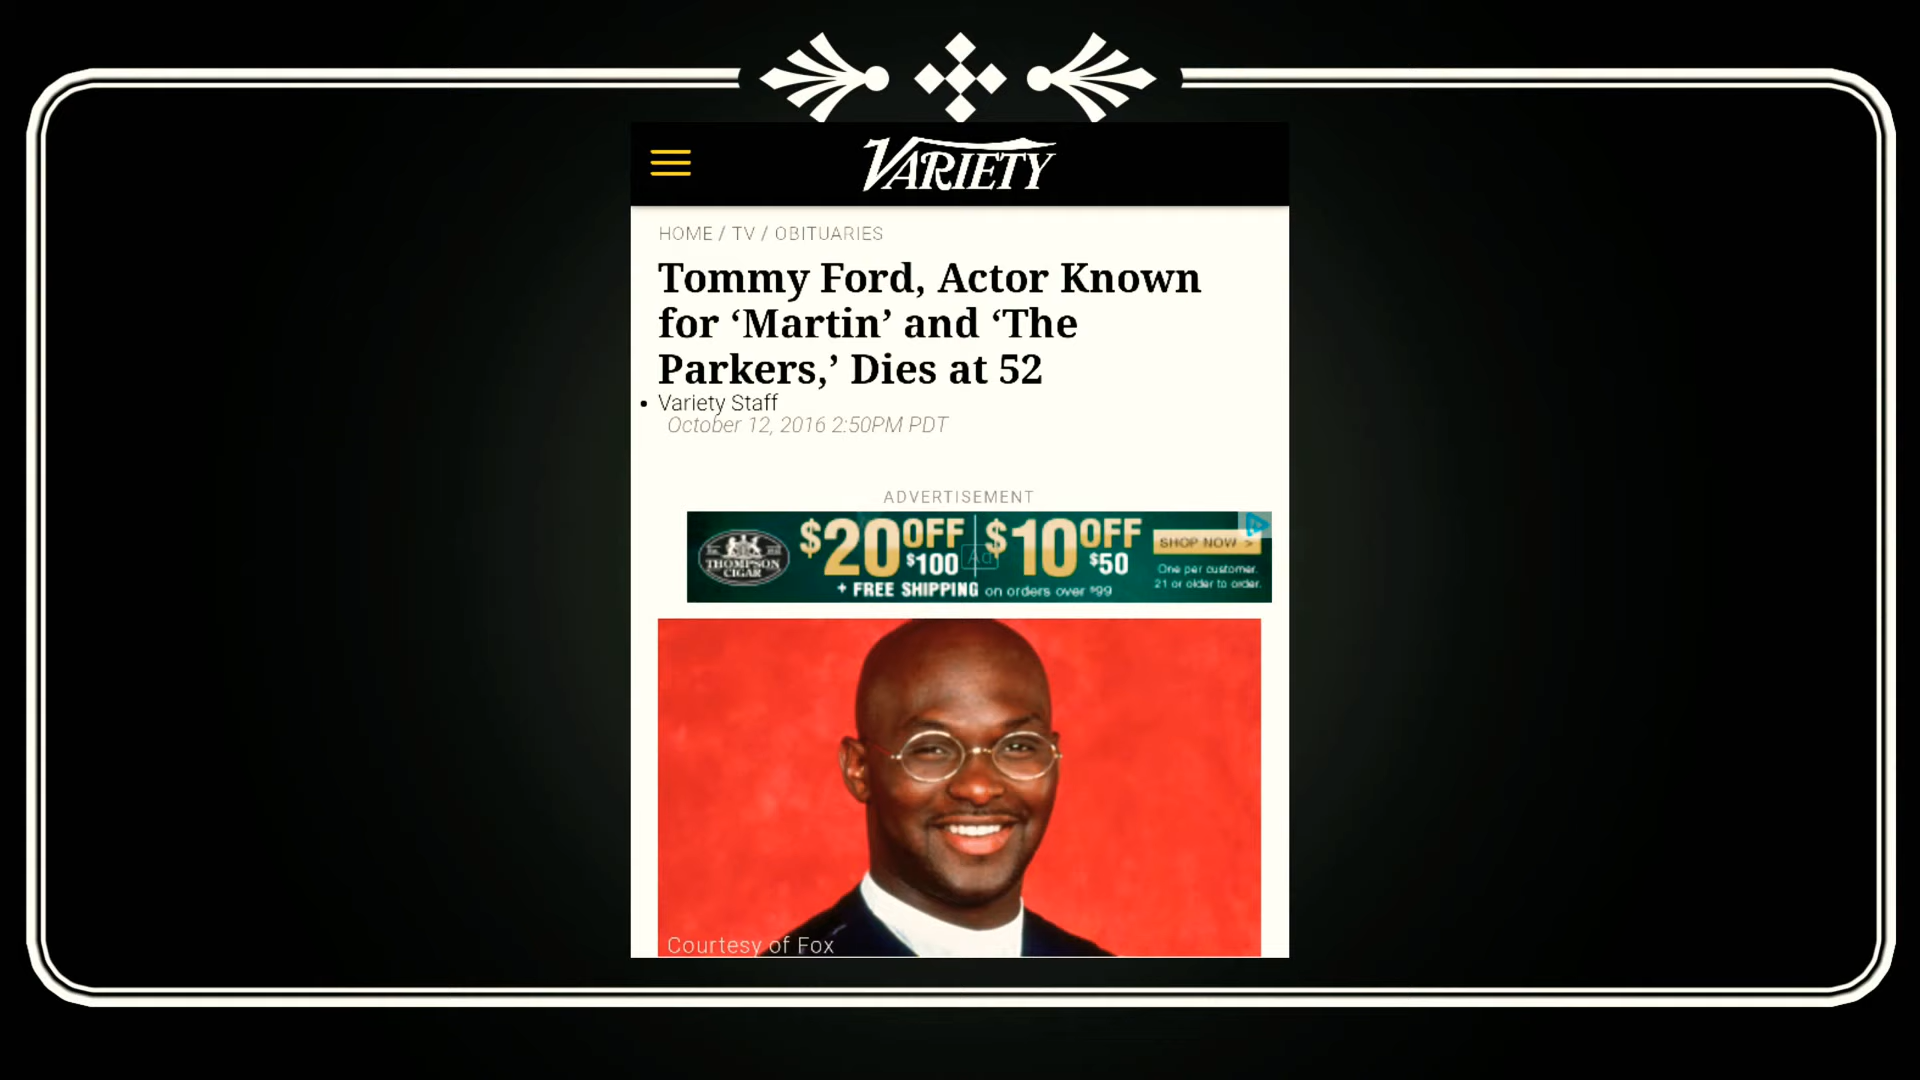 VARIETY
HOME / TV / OBITUARIES
Tommy Ford, Actor Known
for ‘Martin’ and ‘The
Parkers,’ Dies at 52
• Variety Staff
October 12, 2016 2:50PM PDT
ADVERTISEMENT
THOMPSON
CIGAR
$20 OFF $100
$10 OFF $50
+ FREE SHIPPING on orders over $99
SHOP NOW >
One per customer.
21 or older to order.
Ad
Courtesy of Fox